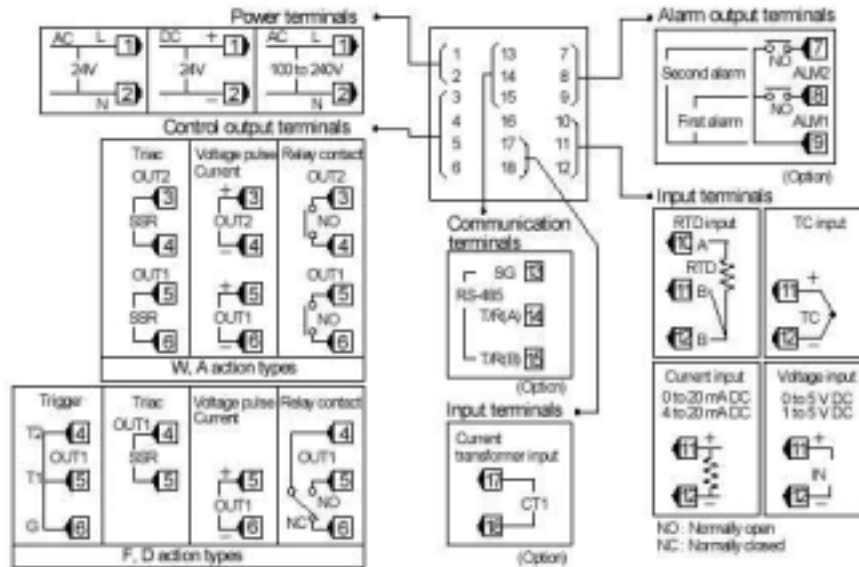 Power terminals
AC L 1
24V
N 2
DC + 1
24V
– 2
AC L 1
100 to 240V
N 2
1 13 7
2 14 8
3 15 9
4 16 10
5 17 11
6 18 12
Alarm output terminals
7
NO
Second alarm ALM2
8
NO
First alarm ALM1
9
(Option)
Control output terminals
Triac
OUT2
3
SSR
4
OUT1
5
SSR
6
Voltage pulse
Current
+ 3
OUT2
– 4
+ 5
OUT1
– 6
Relay contact
OUT2
3
NO
4
OUT1
5
NO
6
W, A action types
Trigger
T2 4
OUT1
T1 5
G 6
Triac
OUT1 4
SSR
5
Voltage pulse
Current
+ 5
OUT1
– 6
Relay contact
4
OUT1
5
NO
NC 6
F, D action types
Communication
terminals
SG 13
RS-485
T/R(A) 14
T/R(B) 15
(Option)
Input terminals
Current
transformer input
17
CT1
18
(Option)
Input terminals
RTD input
10 A
RTD
11 B
12 B
TC input
11 +
TC
12 –
Current input
0 to 20 mA DC
4 to 20 mA DC
11 +
12 –
Voltage input
0 to 5 V DC
1 to 5 V DC
11 +
IN
12 –
NO : Normally open
NC : Normally closed